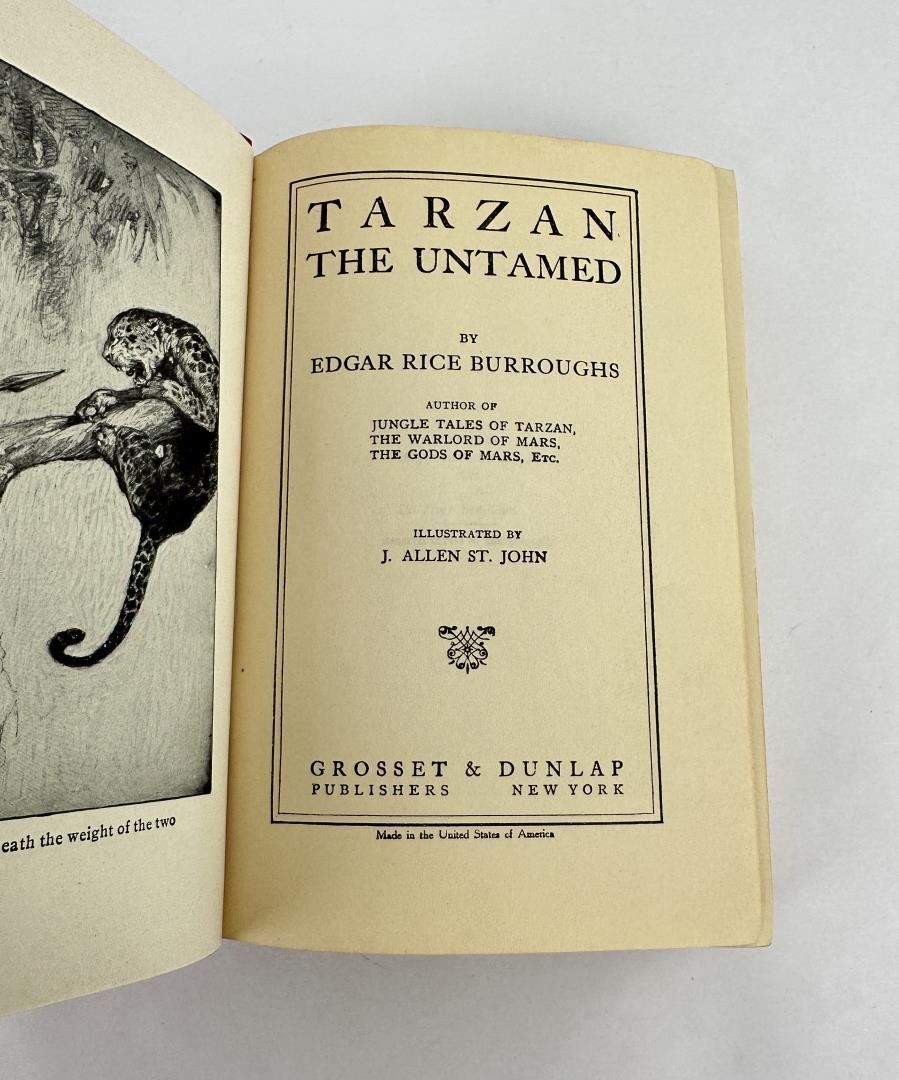 eath the weight of the two
TARZAN
THE UNTAMED
BY
EDGAR RICE BURROUGHS
AUTHOR OF
JUNGLE TALES OF TARZAN,
THE WARLORD OF MARS,
THE GODS OF MARS, ETC.
ILLUSTRATED BY
J. ALLEN ST. JOHN
GROSSET & DUNLAP
PUBLISHERS NEW YORK
Made in the United States of America